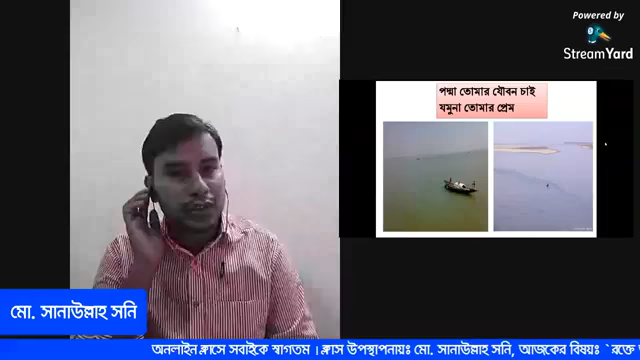 Powered by
StreamYard
পদ্মা তোমার যৌবন চাই
যমুনা তোমার প্রেম
মো. সানাউল্লাহ সনি
অনলাইন ক্লাসে সবাইকে স্বাগতম । ক্লাস উপস্থাপনায়ঃ মো. সানাউল্লাহ সনি, আজকের বিষয়ঃ `রক্তে